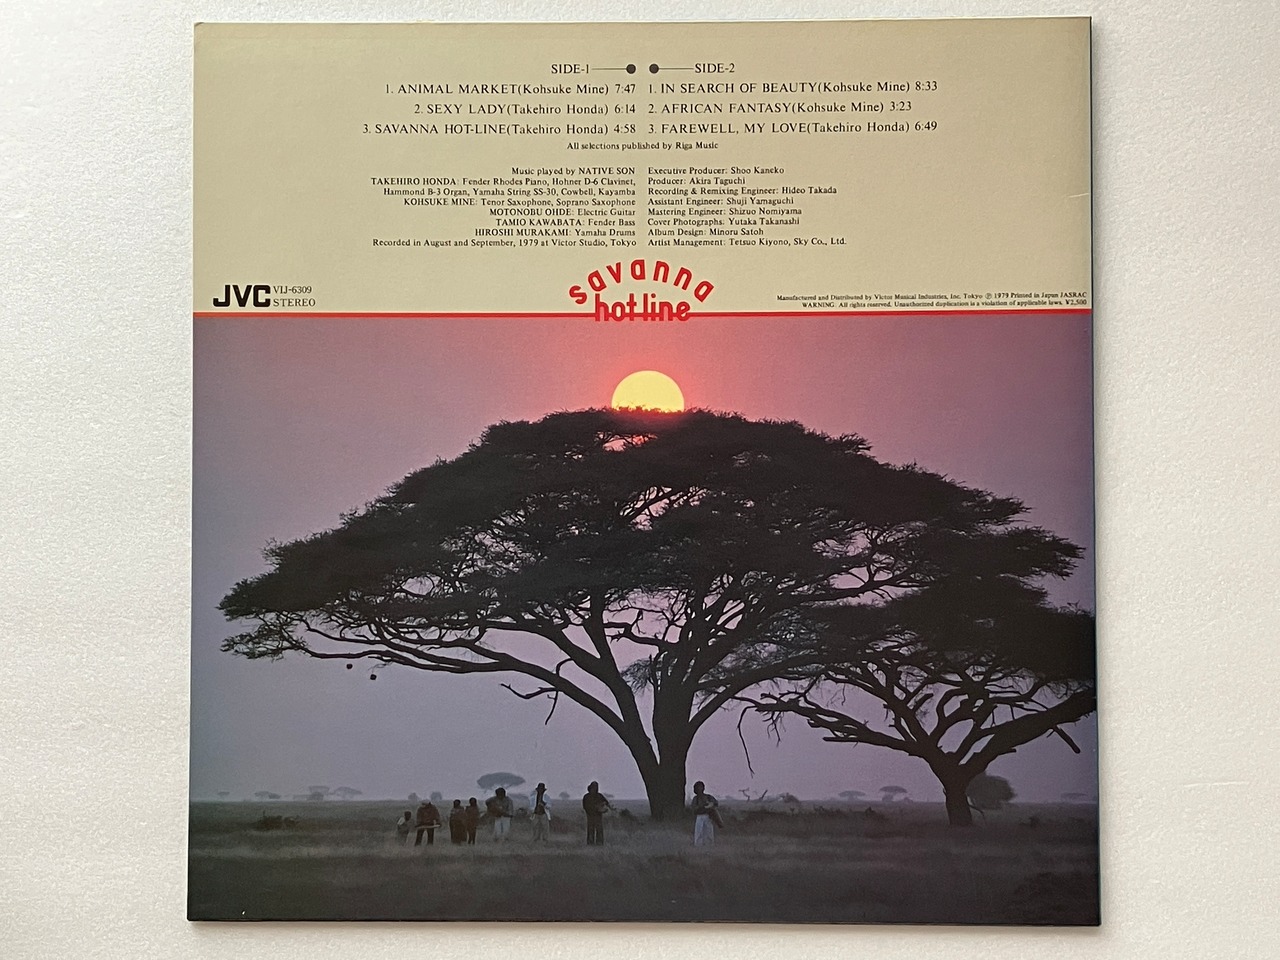 SIDE-1
1. ANIMAL MARKET(Kohsuke Mine) 7:47
2. SEXY LADY(Takehiro Honda) 6:14
3. SAVANNA HOT-LINE(Takehiro Honda) 4:58
SIDE-2
1. IN SEARCH OF BEAUTY(Kohsuke Mine) 8:33
2. AFRICAN FANTASY(Kohsuke Mine) 3:23
3. FAREWELL, MY LOVE(Takehiro Honda) 6:49
All selections published by Riga Music
Music played by NATIVE SON
TAKEHIRO HONDA: Fender Rhodes Piano, Hohner D-6 Clavinet,
Hammond B-3 Organ, Yamaha String SS-30, Cowbell, Kayamba
KOHSUKE MINE: Tenor Saxophone, Soprano Saxophone
MOTONOBU OHDE: Electric Guitar
TAMIO KAWABATA: Fender Bass
HIROSHI MURAKAMI: Yamaha Drums
Recorded in August and September, 1979 at Victor Studio, Tokyo
Executive Producer: Shoo Kaneko
Producer: Akira Taguchi
Recording & Remixing Engineer: Hideo Takada
Assistant Engineer: Shuji Yamaguchi
Mastering Engineer: Shizuo Nomiyama
Cover Photographs: Yutaka Takanashi
Album Design: Minoru Satoh
Artist Management: Tetsuo Kiyono, Sky Co., Ltd.
savanna
hot line
JVC VIJ-6309
STEREO
Manufactured and Distributed by Victor Musical Industries, Inc. Tokyo Ⓟ 1979 Printed in Japan JASRAC
WARNING. All rights reserved. Unauthorized duplication is a violation of applicable laws. ¥2,500